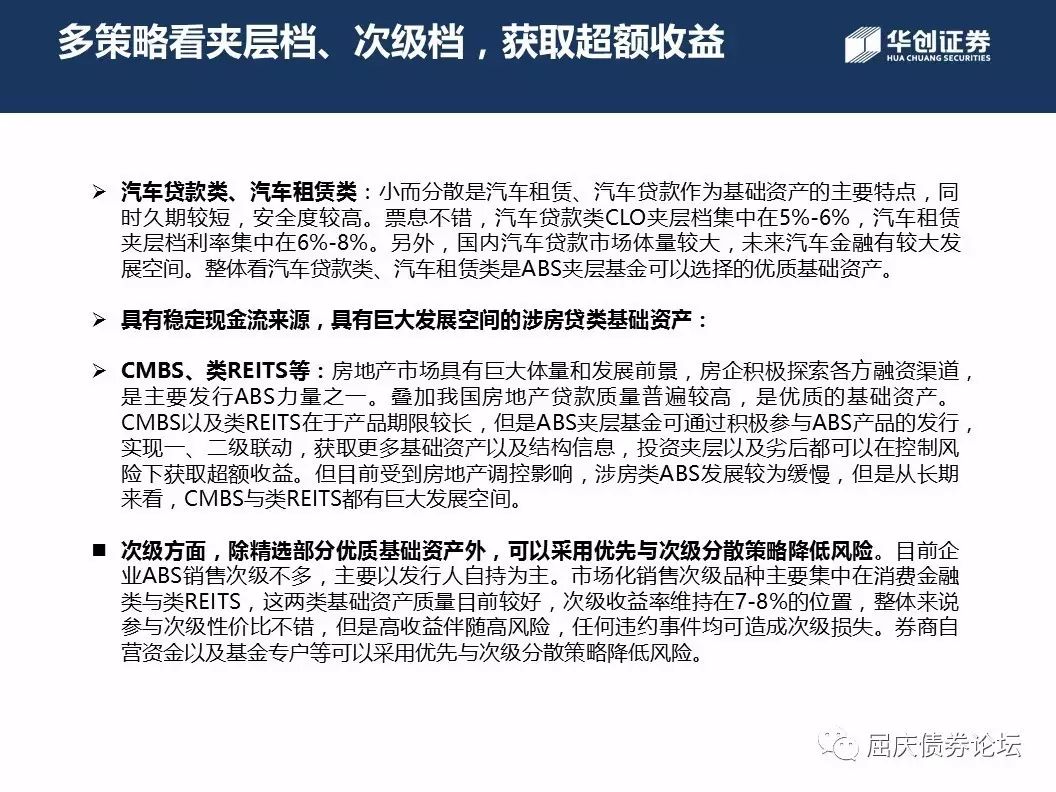 多策略看夹层档、次级档，获取超额收益
华创证券
HUA CHUANG SECURITIES
汽车贷款类、汽车租赁类：小而分散是汽车租赁、汽车贷款作为基础资产的主要特点，同
时久期较短，安全度较高。票息不错，汽车贷款类CLO夹层档集中在5%-6%，汽车租赁
夹层档利率集中在6%-8%。另外，国内汽车贷款市场体量较大，未来汽车金融有较大发
展空间。整体看汽车贷款类、汽车租赁类是ABS夹层基金可以选择的优质基础资产。
具有稳定现金流来源，具有巨大发展空间的涉房贷类基础资产：
CMBS、类REITS等：房地产市场具有巨大体量和发展前景，房企积极探索各方融资渠道，
是主要发行ABS力量之一。叠加我国房地产贷款质量普遍较高，是优质的基础资产。
CMBS以及类REITS在于产品期限较长，但是ABS夹层基金可通过积极参与ABS产品的发行，
实现一、二级联动，获取更多基础资产以及结构信息，投资夹层以及劣后都可以在控制风
险下获取超额收益。但目前受到房地产调控影响，涉房类ABS发展较为缓慢，但是从长期
来看，CMBS与类REITS都有巨大发展空间。
次级方面，除精选部分优质基础资产外，可以采用优先与次级分散策略降低风险。目前企
业ABS销售次级不多，主要以发行人自持为主。市场化销售次级品种主要集中在消费金融
类与类REITS，这两类基础资产质量目前较好，次级收益率维持在7-8%的位置，整体来说
参与次级性价比不错，但是高收益伴随高风险，任何违约事件均可造成次级损失。券商自
营资金以及基金专户等可以采用优先与次级分散策略降低风险。
屈庆债券论坛